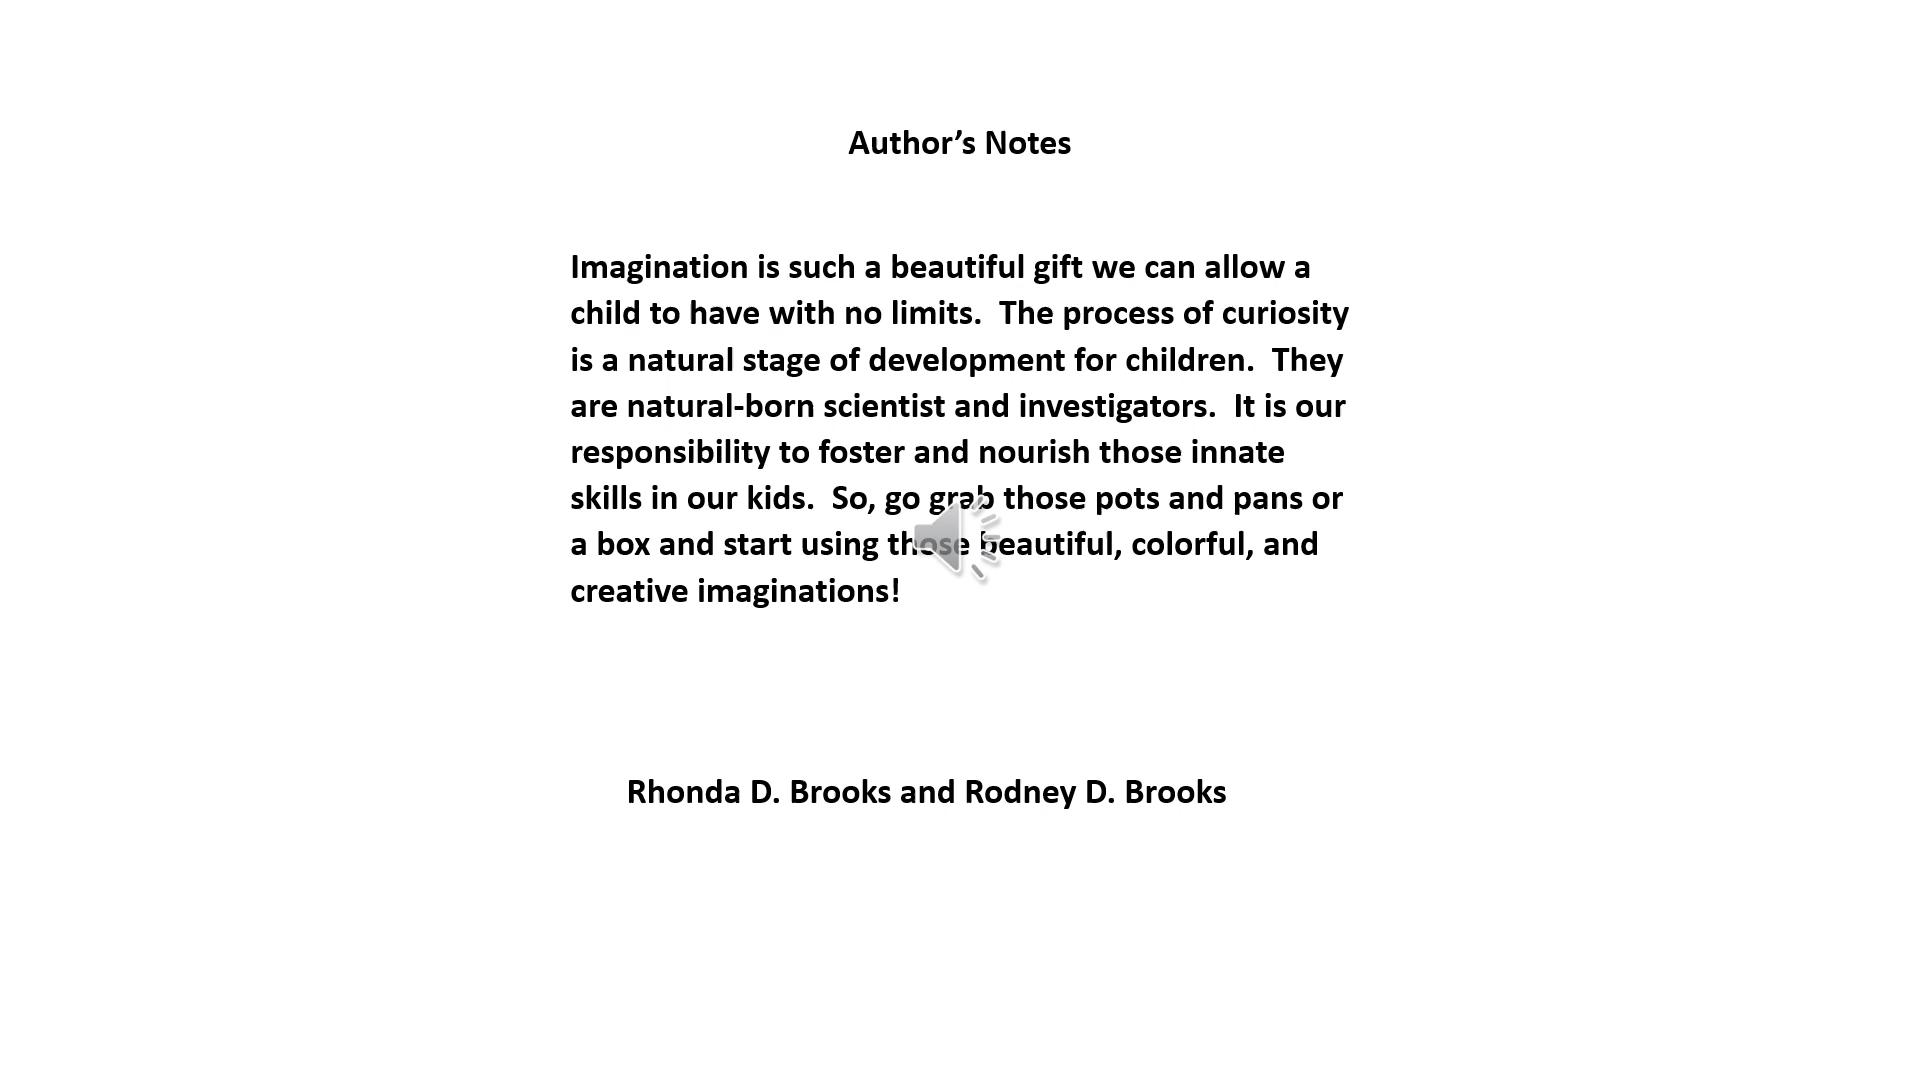 Author’s Notes
Imagination is such a beautiful gift we can allow a
child to have with no limits.  The process of curiosity
is a natural stage of development for children.  They
are natural-born scientist and investigators.  It is our
responsibility to foster and nourish those innate
skills in our kids.  So, go grab those pots and pans or
a box and start using those beautiful, colorful, and
creative imaginations!
Rhonda D. Brooks and Rodney D. Brooks